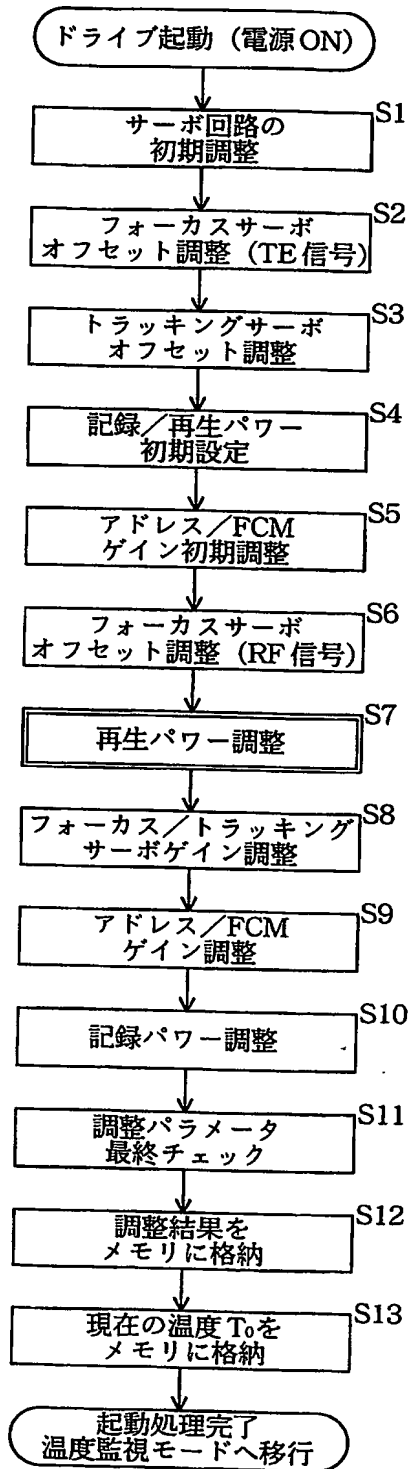 ドライブ起動（電源ON）
S1
サーボ回路の
初期調整
S2
フォーカスサーボ
オフセット調整（TE信号）
S3
トラッキングサーボ
オフセット調整
S4
記録／再生パワー
初期設定
S5
アドレス／FCM
ゲイン初期調整
S6
フォーカスサーボ
オフセット調整（RF信号）
S7
再生パワー調整
S8
フォーカス／トラッキング
サーボゲイン調整
S9
アドレス／FCM
ゲイン調整
S10
記録パワー調整
S11
調整パラメータ
最終チェック
S12
調整結果を
メモリに格納
S13
現在の温度T₀を
メモリに格納
起動処理完了
温度監視モードへ移行